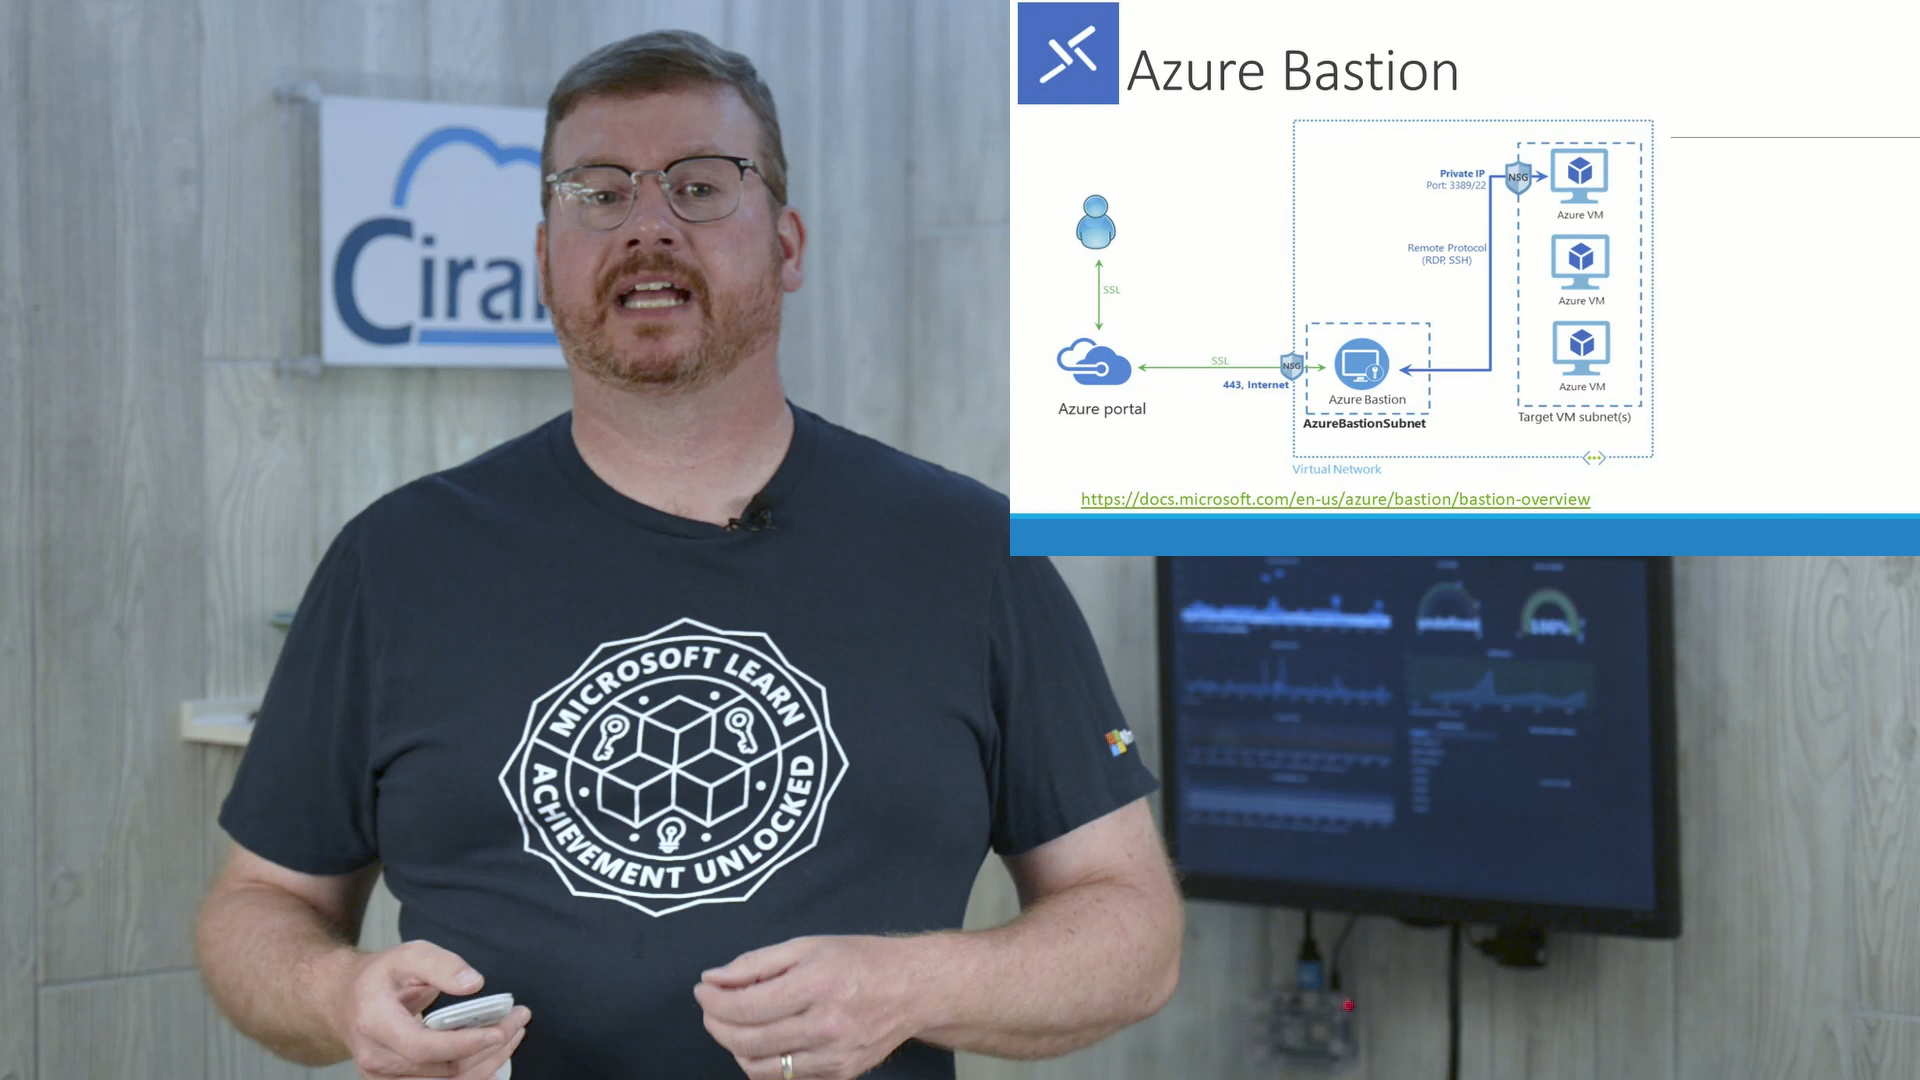 Azure Bastion
Private IP
Port: 3389/22
NSG
Azure VM
Remote Protocol
(RDP, SSH)
Azure VM
SSL
Azure VM
SSL
NSG
443, Internet
Azure Bastion
Azure portal
AzureBastionSubnet
Target VM subnet(s)
Virtual Network
https://docs.microsoft.com/en-us/azure/bastion/bastion-overview
MICROSOFT LEARN
ACHIEVEMENT UNLOCKED
undefined